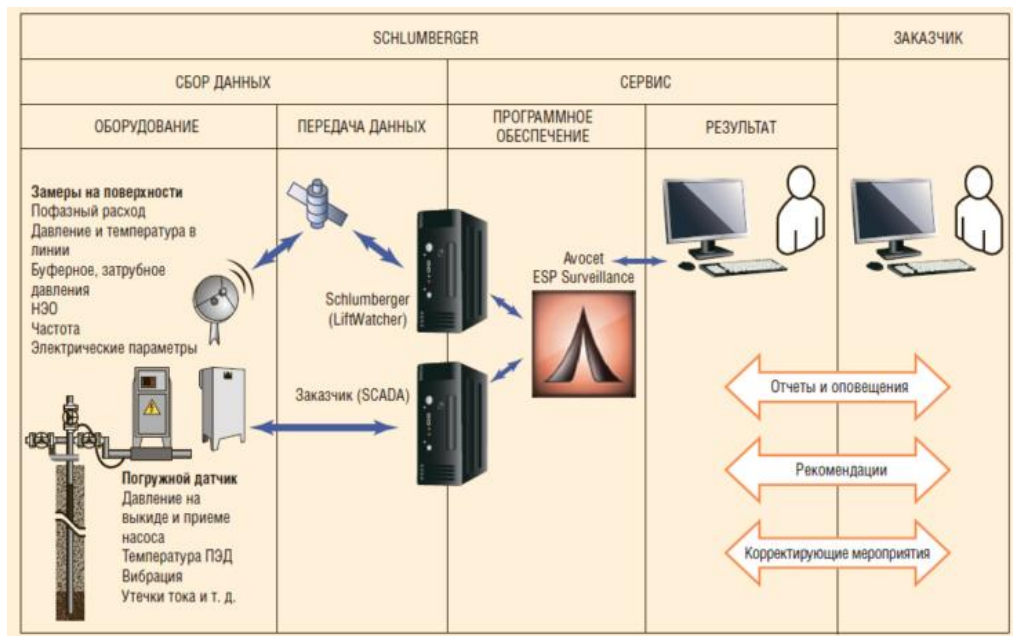 SCHLUMBERGER
ЗАКАЗЧИК
СБОР ДАННЫХ
СЕРВИС
ОБОРУДОВАНИЕ
ПЕРЕДАЧА ДАННЫХ
ПРОГРАММНОЕ
ОБЕСПЕЧЕНИЕ
РЕЗУЛЬТАТ
Замеры на поверхности
Пофазный расход
Давление и температура в
линии
Буферное, затрубное
давления
НЭО
Частота
Электрические параметры
Schlumberger
(LiftWatcher)
Заказчик (SCADA)
Avocet
ESP Surveillance
Погружной датчик
Давление на
выкиде и приеме
насоса
Температура ПЭД
Вибрация
Утечки тока и т. д.
Отчеты и оповещения
Рекомендации
Корректирующие мероприятия